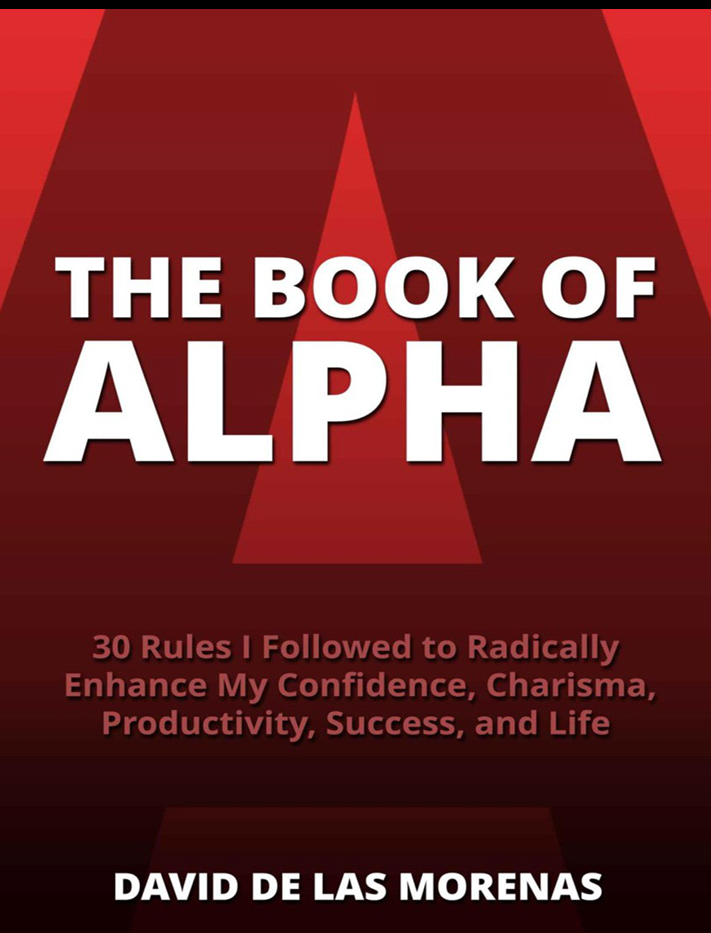 THE BOOK OF
ALPHA
30 Rules I Followed to Radically
Enhance My Confidence, Charisma,
Productivity, Success, and Life
DAVID DE LAS MORENAS